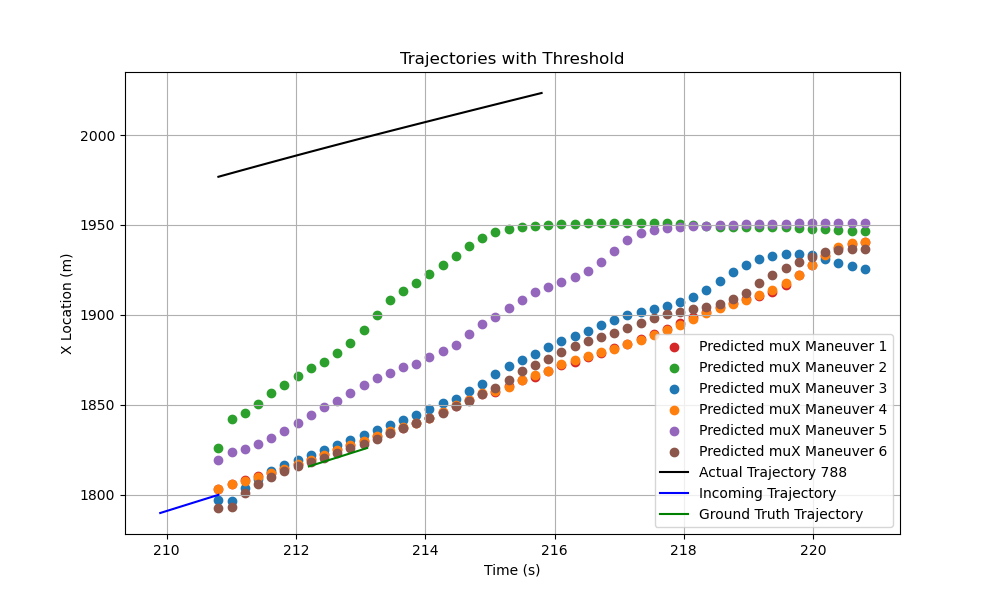 Trajectories with Threshold
X Location (m)
2000
1950
1900
1850
1800
210
212
214
216
218
220
Time (s)
Predicted muX Maneuver 1
Predicted muX Maneuver 2
Predicted muX Maneuver 3
Predicted muX Maneuver 4
Predicted muX Maneuver 5
Predicted muX Maneuver 6
Actual Trajectory 788
Incoming Trajectory
Ground Truth Trajectory